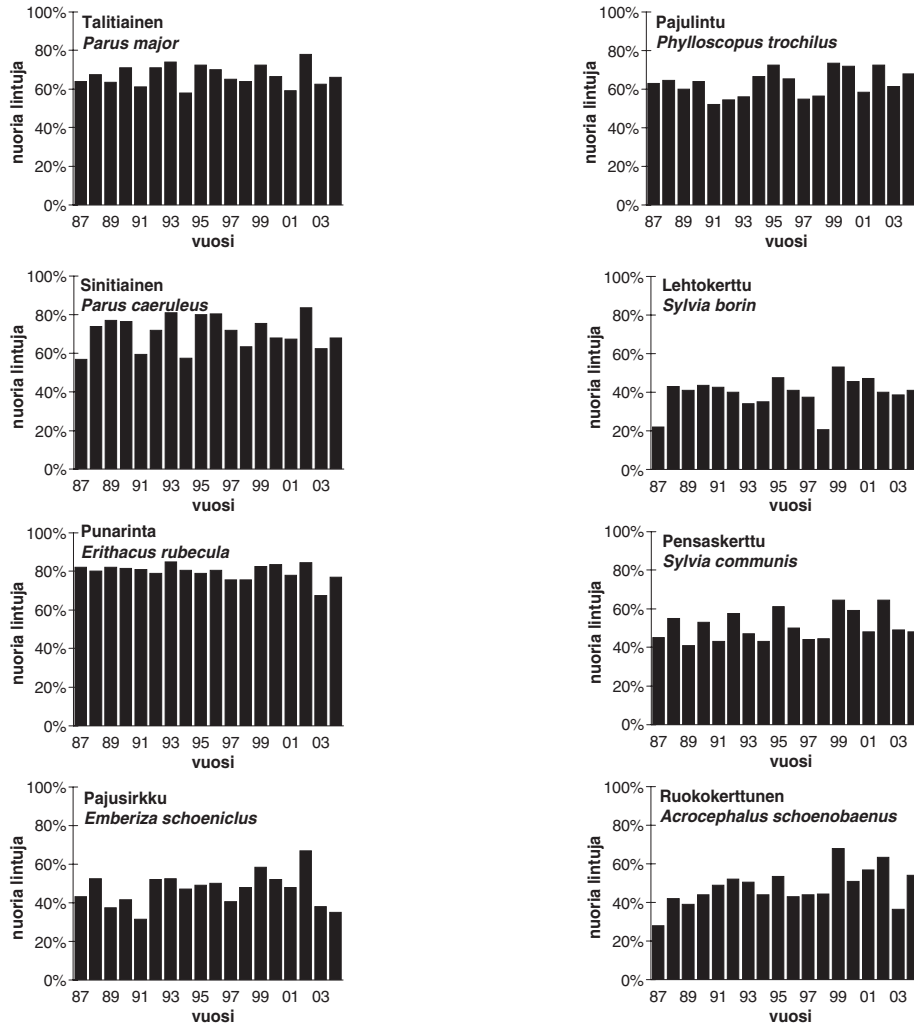 Talitiainen
Parus major
100%
80%
60%
40%
20%
0%
nuoria lintuja
87 89 91 93 95 97 99 01 03
vuosi
Pajulintu
Phylloscopus trochilus
100%
80%
60%
40%
20%
0%
nuoria lintuja
87 89 91 93 95 97 99 01 03
vuosi
Sinitiainen
Parus caeruleus
100%
80%
60%
40%
20%
0%
nuoria lintuja
87 89 91 93 95 97 99 01 03
vuosi
Lehtokerttu
Sylvia borin
100%
80%
60%
40%
20%
0%
nuoria lintuja
87 89 91 93 95 97 99 01 03
vuosi
Punarinta
Erithacus rubecula
100%
80%
60%
40%
20%
0%
nuoria lintuja
87 89 91 93 95 97 99 01 03
vuosi
Pensaskerttu
Sylvia communis
100%
80%
60%
40%
20%
0%
nuoria lintuja
87 89 91 93 95 97 99 01 03
vuosi
Pajusirkku
Emberiza schoeniclus
100%
80%
60%
40%
20%
0%
nuoria lintuja
87 89 91 93 95 97 99 01 03
vuosi
Ruokokerttunen
Acrocephalus schoenobaenus
100%
80%
60%
40%
20%
0%
nuoria lintuja
87 89 91 93 95 97 99 01 03
vuosi